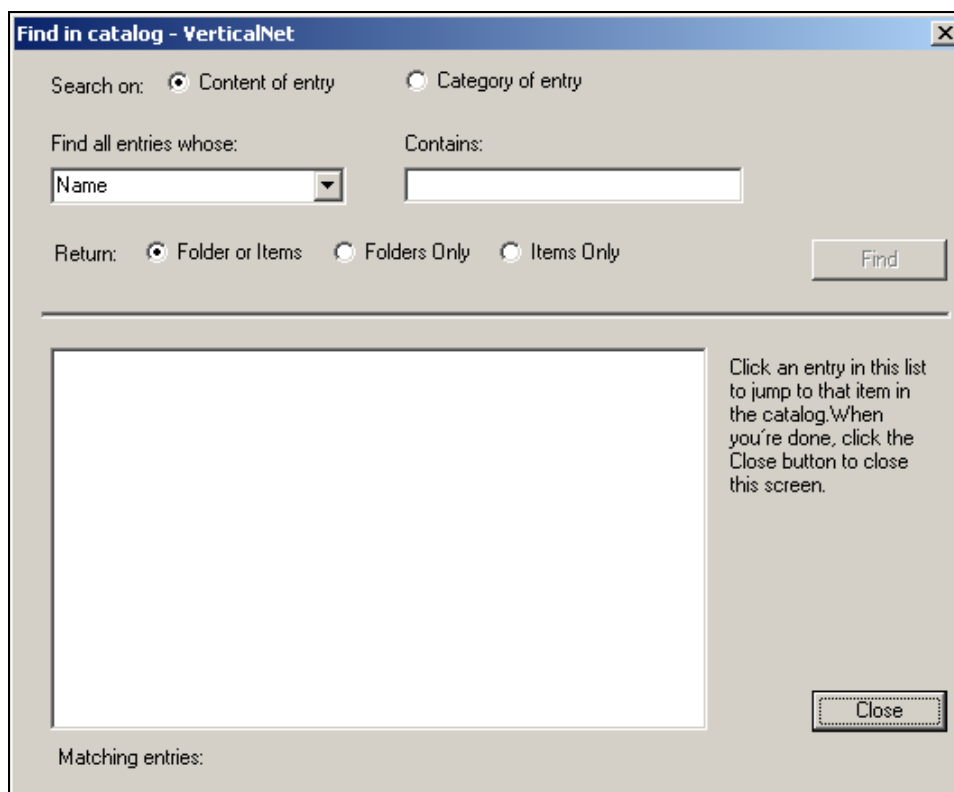 Find in catalog - VerticalNet
Search on: Content of entry Category of entry
Find all entries whose: Contains:
Name
Return: Folder or Items Folders Only Items Only
Find
Click an entry in this list
to jump to that item in
the catalog.When
you´re done, click the
Close button to close
this screen.
Close
Matching entries: